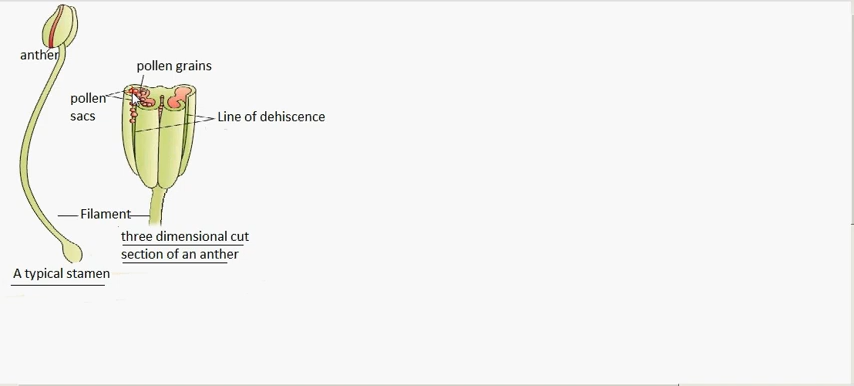 anther
pollen grains
pollen
sacs
Line of dehiscence
Filament
three dimensional cut
section of an anther
A typical stamen